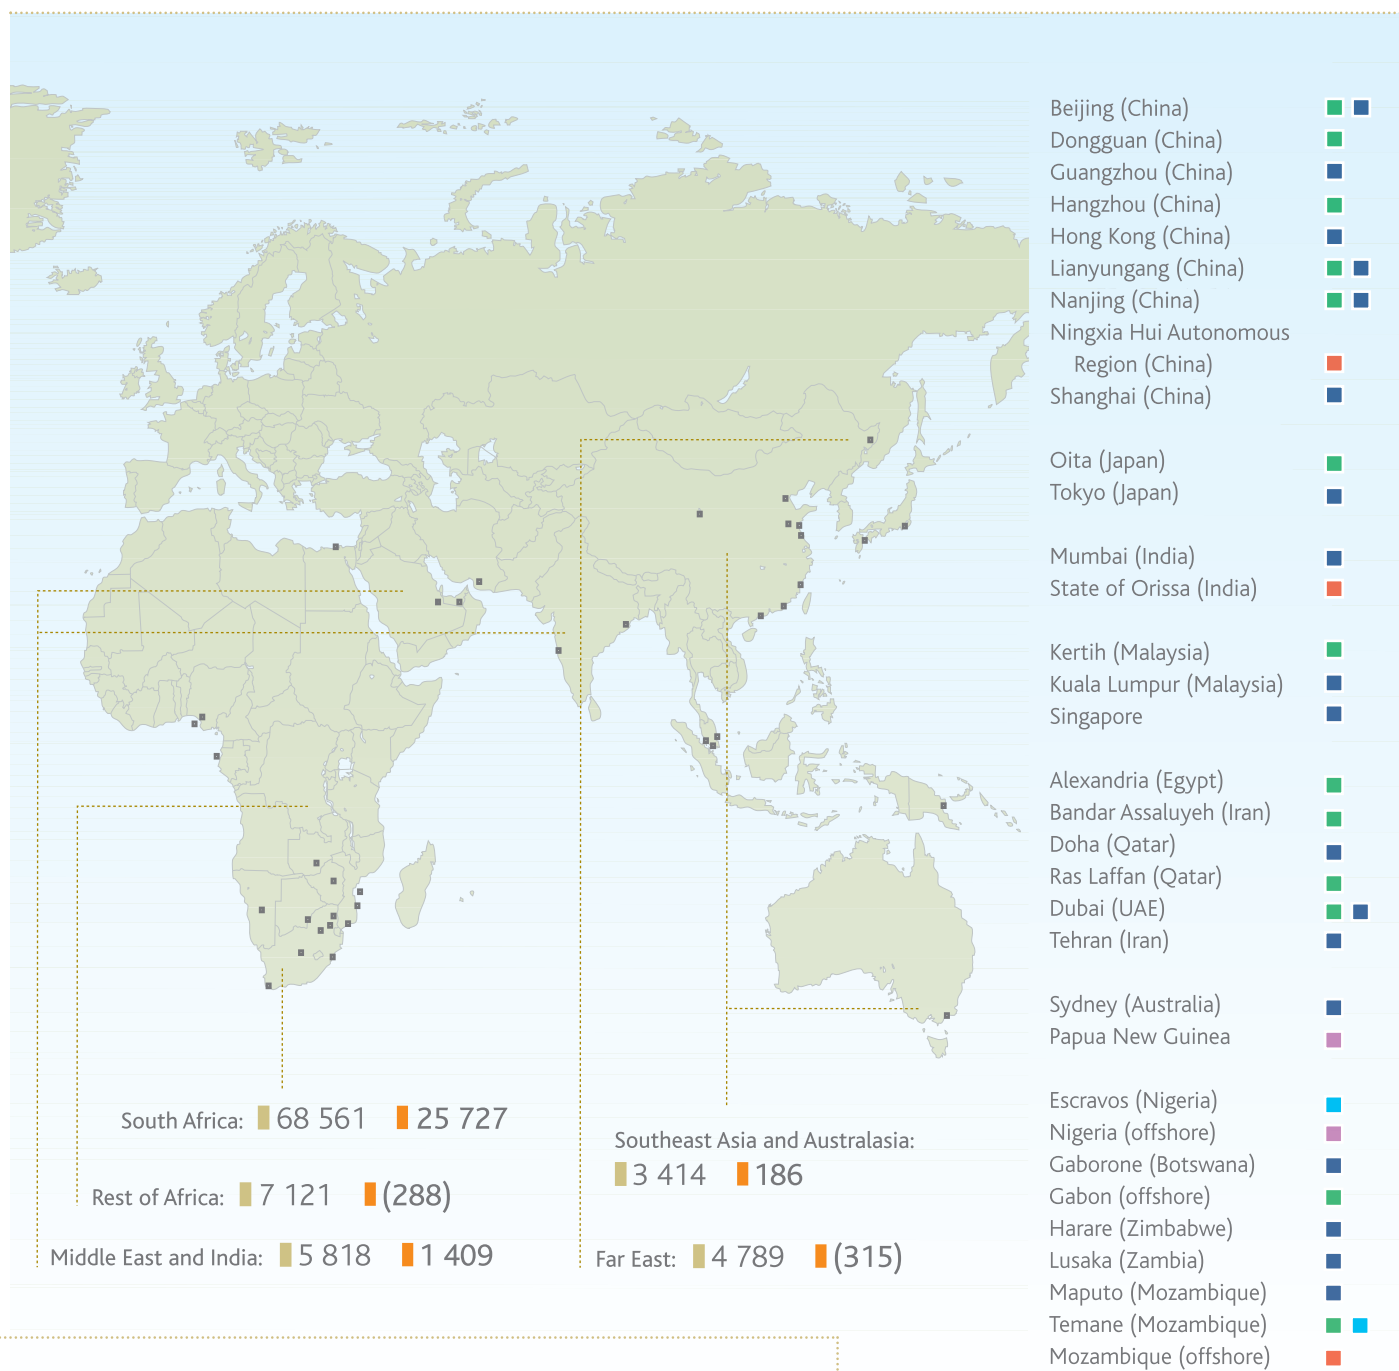 Beijing (China)
Dongguan (China)
Guangzhou (China)
Hangzhou (China)
Hong Kong (China)
Lianyungang (China)
Nanjing (China)
Ningxia Hui Autonomous
Region (China)
Shanghai (China)
Oita (Japan)
Tokyo (Japan)
Mumbai (India)
State of Orissa (India)
Kertih (Malaysia)
Kuala Lumpur (Malaysia)
Singapore
Alexandria (Egypt)
Bandar Assaluyeh (Iran)
Doha (Qatar)
Ras Laffan (Qatar)
Dubai (UAE)
Tehran (Iran)
Sydney (Australia)
Papua New Guinea
Escravos (Nigeria)
Nigeria (offshore)
Gaborone (Botswana)
Gabon (offshore)
Harare (Zimbabwe)
Lusaka (Zambia)
Maputo (Mozambique)
Temane (Mozambique)
Mozambique (offshore)
South Africa: 68 561 25 727
Rest of Africa: 7 121 (288)
Middle East and India: 5 818 1 409
Southeast Asia and Australasia:
3 414 186
Far East: 4 789 (315)